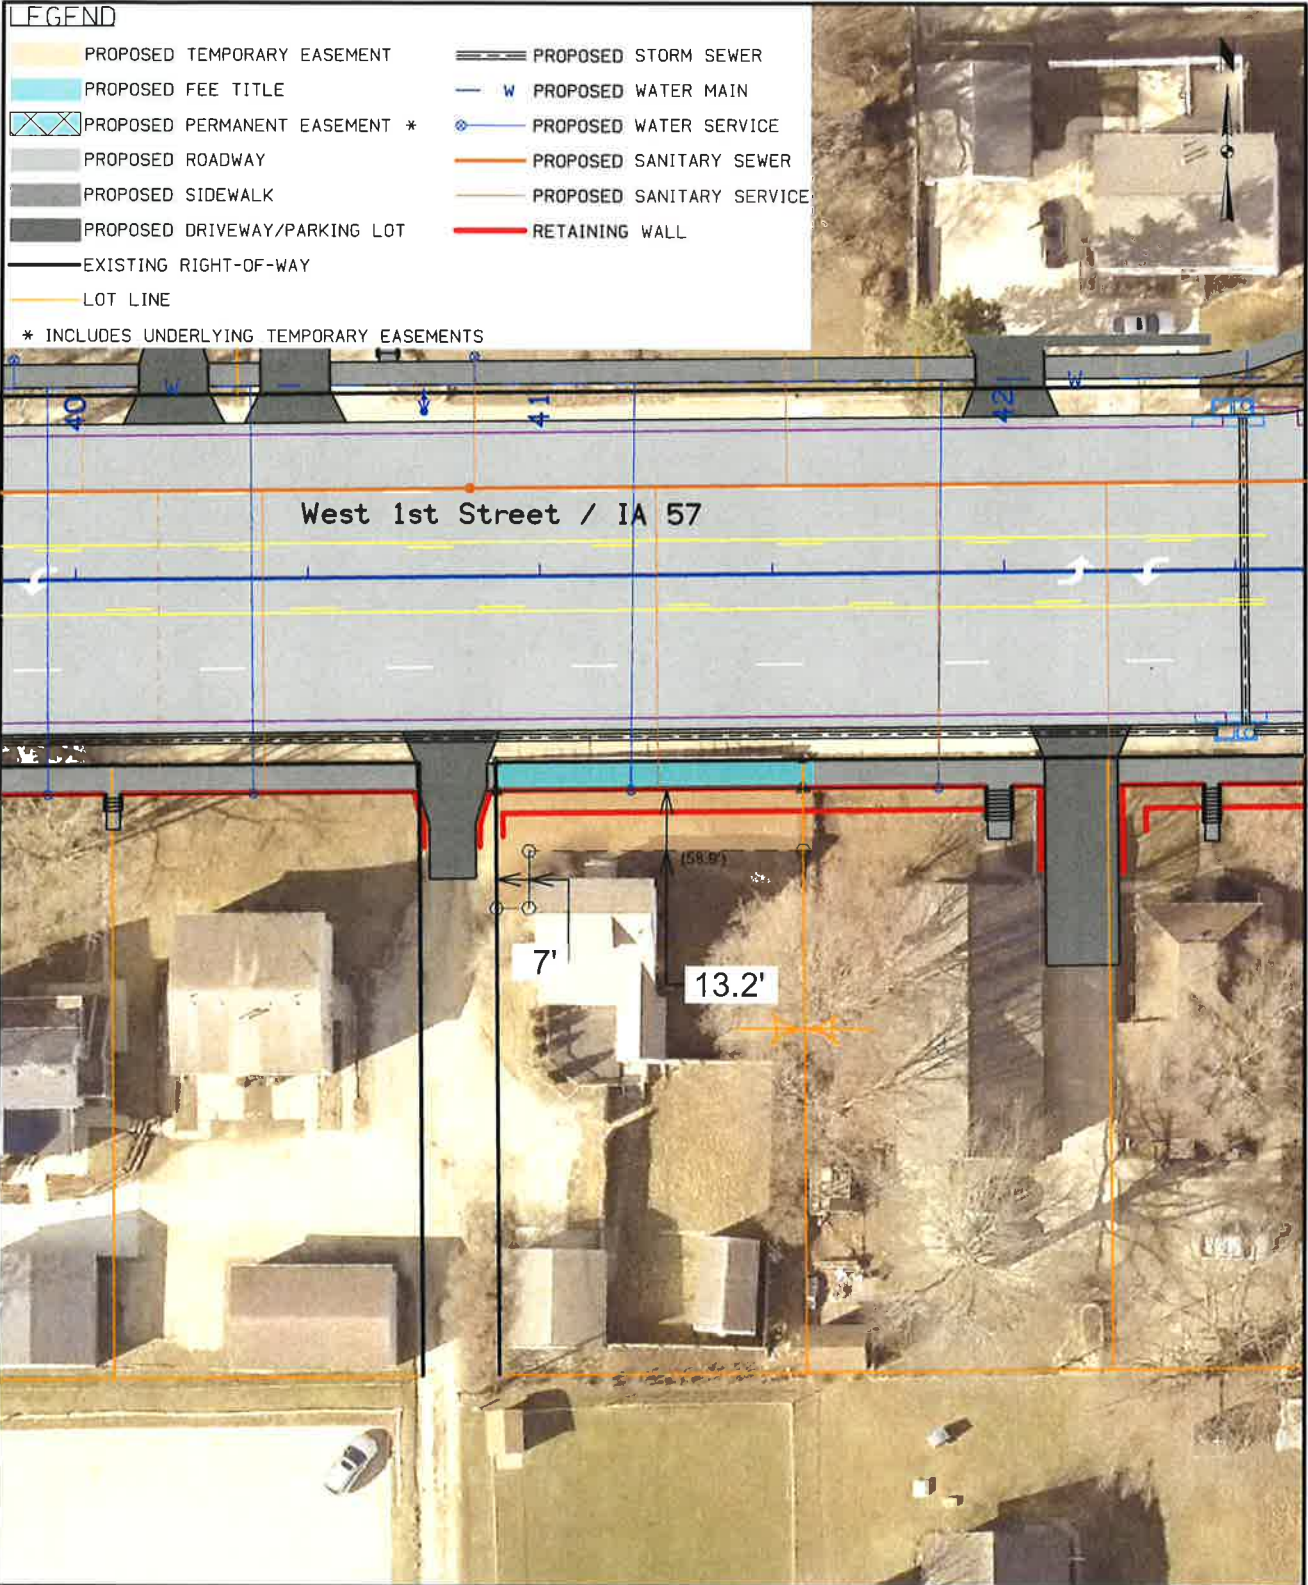 LEGEND
PROPOSED TEMPORARY EASEMENT
PROPOSED FEE TITLE
PROPOSED PERMANENT EASEMENT *
PROPOSED ROADWAY
PROPOSED SIDEWALK
PROPOSED DRIVEWAY/PARKING LOT
EXISTING RIGHT-OF-WAY
LOT LINE
* INCLUDES UNDERLYING TEMPORARY EASEMENTS
PROPOSED STORM SEWER
W PROPOSED WATER MAIN
PROPOSED WATER SERVICE
PROPOSED SANITARY SEWER
PROPOSED SANITARY SERVICE
RETAINING WALL
W
W
40
41
42
West 1st Street / IA 57
(58.9')
7'
13.2'